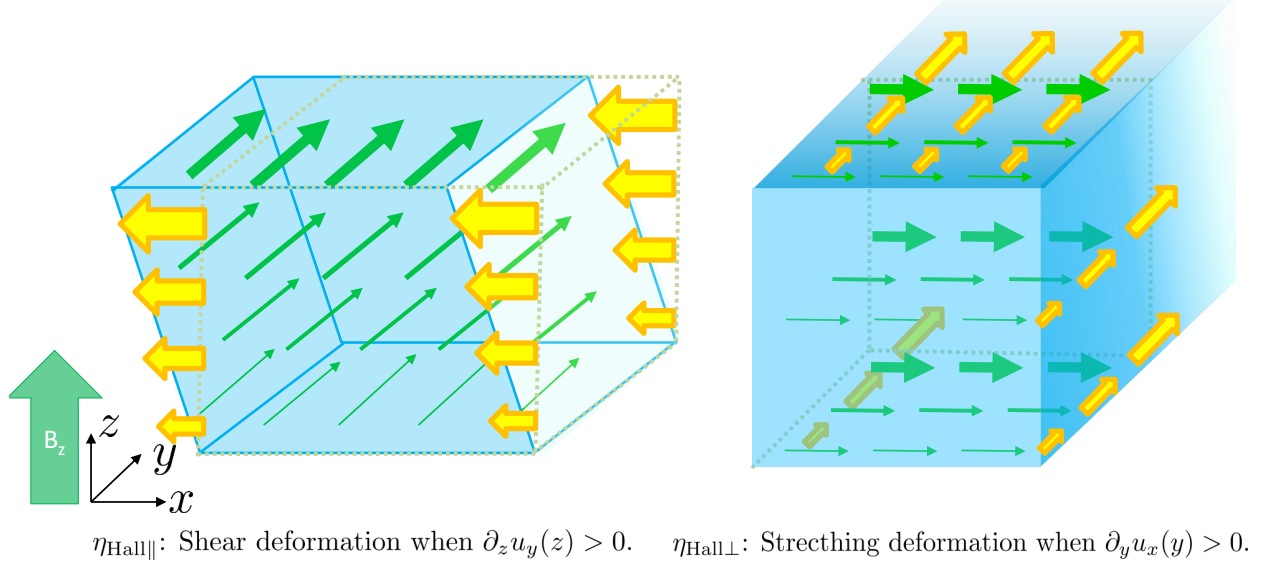 B_z
z
y
x
η_Hall∥: Shear deformation when ∂_z u_y(z) > 0.
η_Hall⊥: Strecthing deformation when ∂_y u_x(y) > 0.